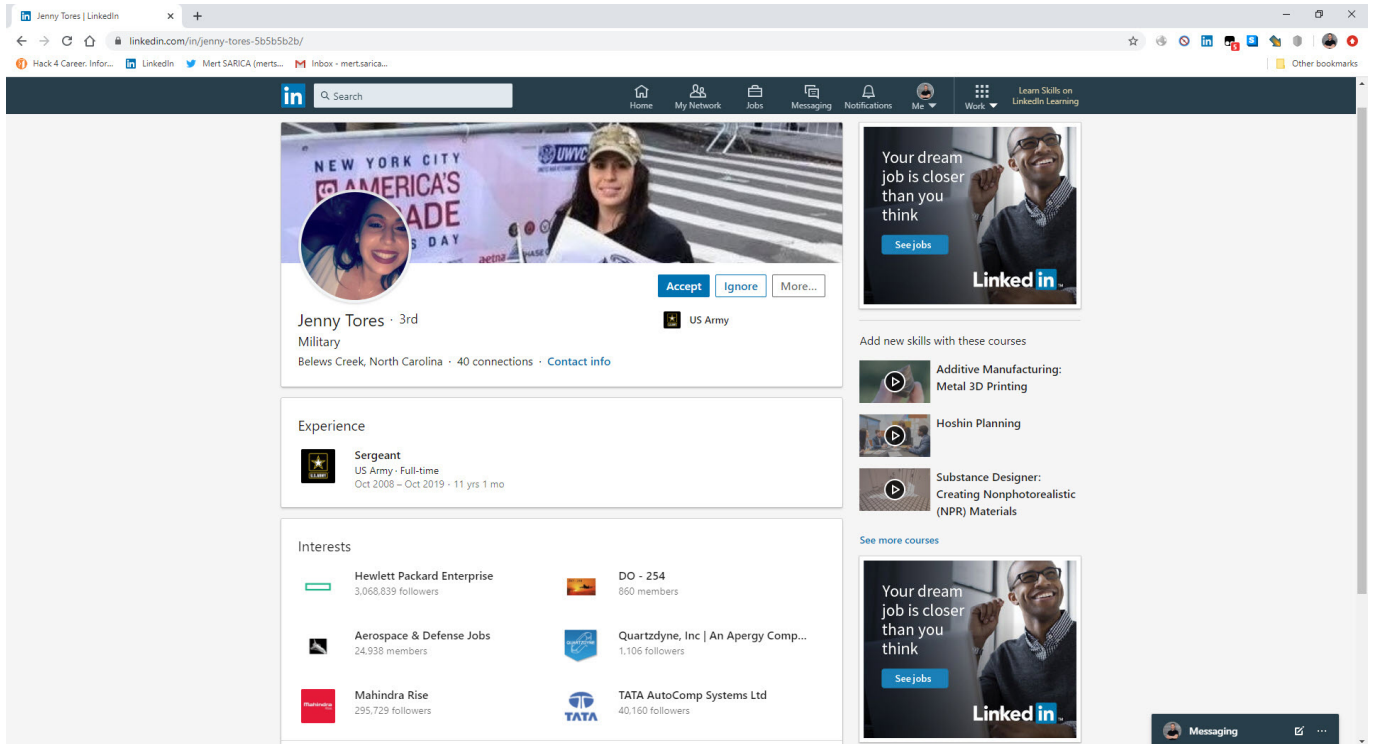 Jenny Tores | LinkedIn
linkedin.com/in/jenny-tores-5b5b5b2b/
Hack 4 Career. Infor...
LinkedIn
Mert SARICA (merts...
Inbox - mert.sarica...
Other bookmarks
in
Search
Home
My Network
Jobs
Messaging
Notifications
Me
Work
Learn Skills on
LinkedIn Learning
NEW YORK CITY
AMERICA'S
ADE
S DAY
UWVC
aetna
CHASE
Accept
Ignore
More...
Jenny Tores · 3rd
US Army
Military
Belews Creek, North Carolina · 40 connections · Contact info
Experience
Sergeant
US Army · Full-time
Oct 2008 – Oct 2019 · 11 yrs 1 mo
Interests
Hewlett Packard Enterprise
3,068,839 followers
DO - 254
860 members
Aerospace & Defense Jobs
24,938 members
Quartzdyne, Inc | An Apergy Comp...
1,106 followers
Mahindra Rise
295,729 followers
TATA
TATA AutoComp Systems Ltd
40,160 followers
Your dream
job is closer
than you
think
See jobs
Linked in
Add new skills with these courses
Additive Manufacturing:
Metal 3D Printing
Hoshin Planning
Substance Designer:
Creating Nonphotorealistic
(NPR) Materials
See more courses
Your dream
job is closer
than you
think
See jobs
Linked in
Messaging